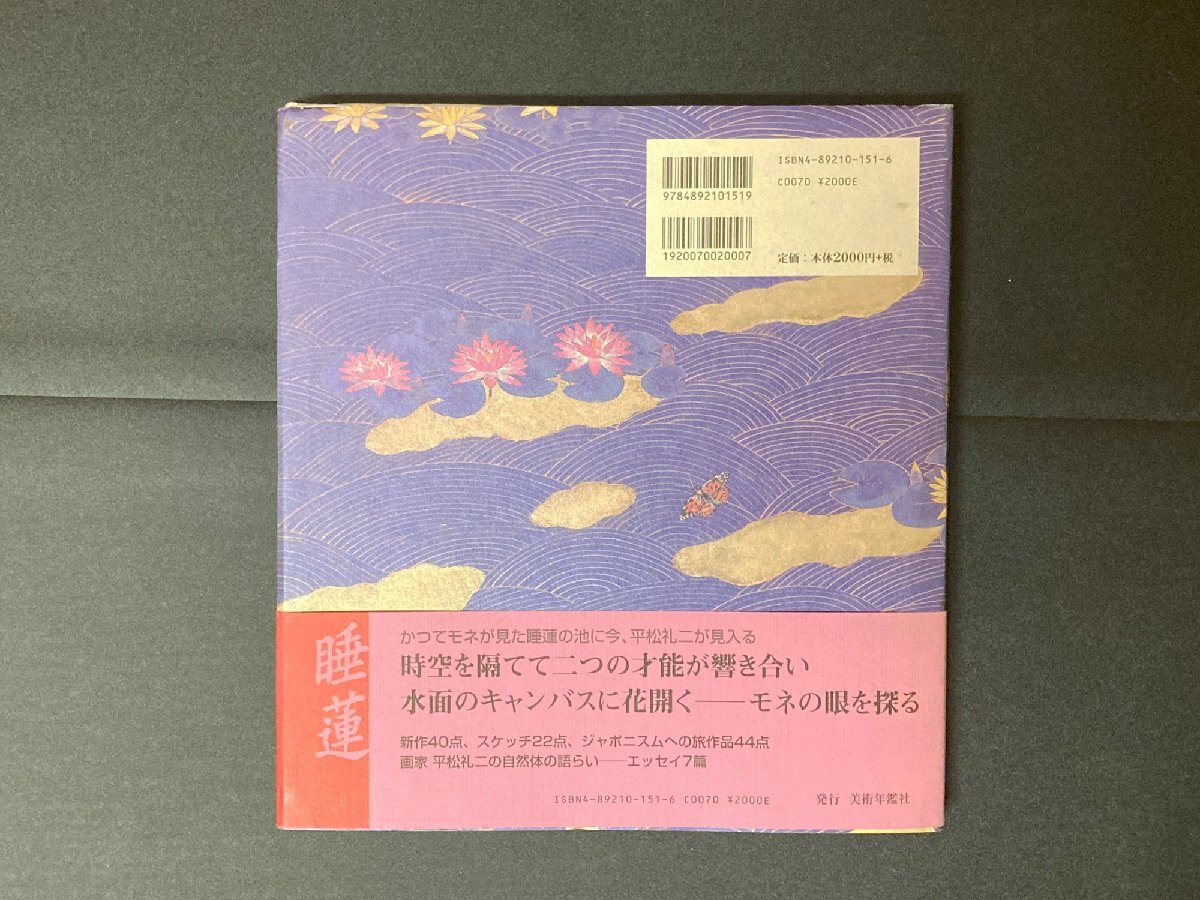 ISBN4-89210-151-6
C0070 ¥2000E
9784892101519
1920070020007
定価：本体2000円+税
睡蓮
かつてモネが見た睡蓮の池に今、平松礼二が見入る
時空を隔てて二つの才能が響き合い
水面のキャンバスに花開く──モネの眼を探る
新作40点、スケッチ22点、ジャポニスムへの旅作品44点
画家 平松礼二の自然体の語らい──エッセイ7篇
ISBN4-89210-151-6 C0070 ¥2000E
発行 美術年鑑社